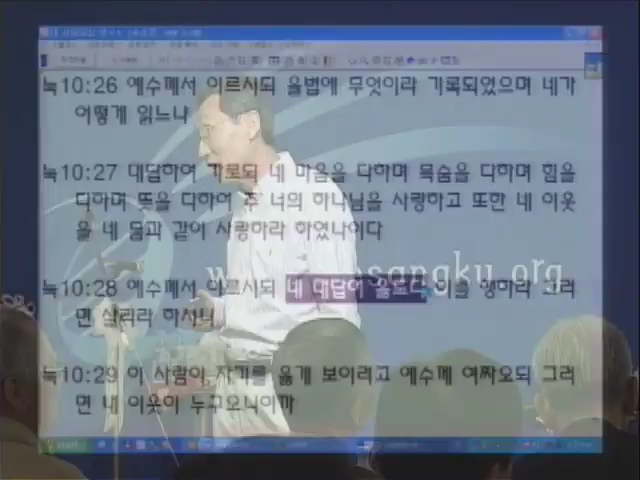 눅10:26 예수께서 이르시되 율법에 무엇이라 기록되었으며 네가
어떻게 읽느냐
눅10:27 대답하여 가로되 네 마음을 다하며 목숨을 다하며 힘을
다하며 뜻을 다하여 주 너의 하나님을 사랑하고 또한 네 이웃
을 네 몸과 같이 사랑하라 하였나이다
눅10:28 예수께서 이르시되 네 대답이 옳도다 이를 행하라 그러
면 살리라 하시니
눅10:29 이 사람이 자기를 옳게 보이려고 예수께 여짜오되 그러
면 네 이웃이 누구오니이까
sangku.org